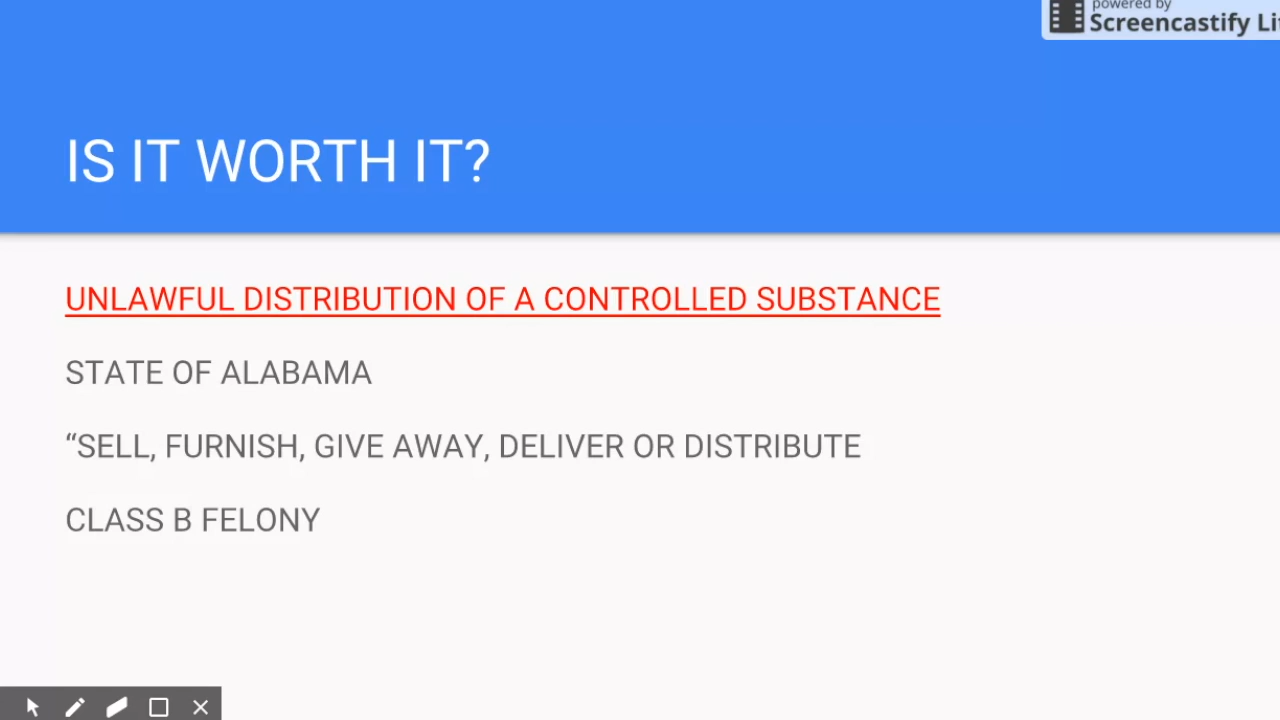 powered by
Screencastify
IS IT WORTH IT?
UNLAWFUL DISTRIBUTION OF A CONTROLLED SUBSTANCE
STATE OF ALABAMA
“SELL, FURNISH, GIVE AWAY, DELIVER OR DISTRIBUTE
CLASS B FELONY